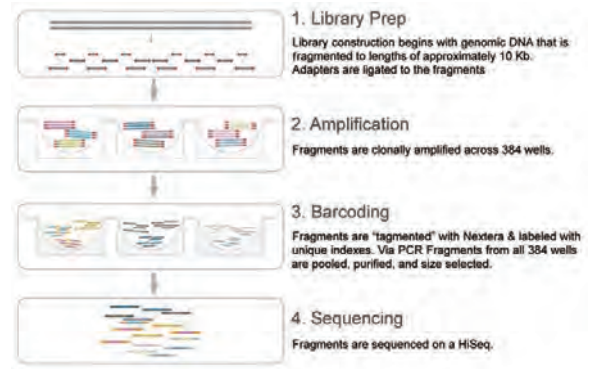 1. Library Prep
Library construction begins with genomic DNA that is
fragmented to lengths of approximately 10 Kb.
Adapters are ligated to the fragments
2. Amplification
Fragments are clonally amplified across 384 wells.
3. Barcoding
Fragments are "tagmented" with Nextera & labeled with
unique indexes. Via PCR Fragments from all 384 wells
are pooled, purified, and size selected.
4. Sequencing
Fragments are sequenced on a HiSeq.